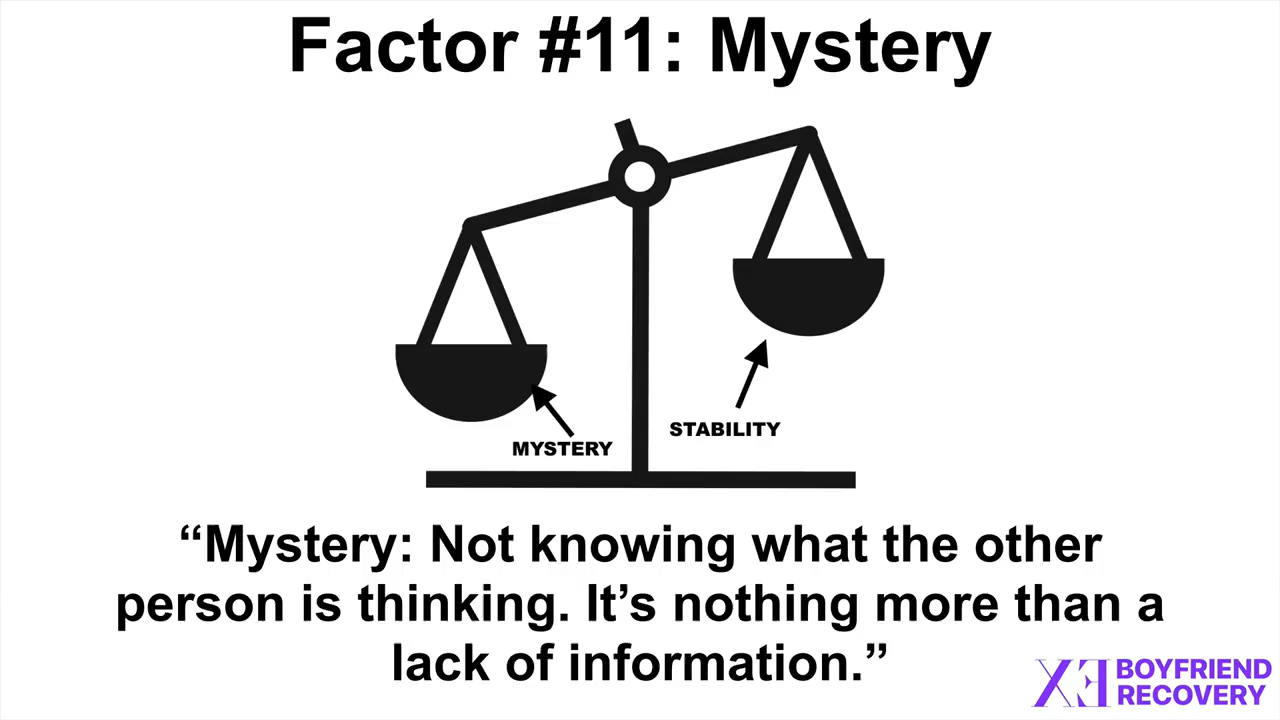 Factor #11: Mystery
MYSTERY
STABILITY
“Mystery: Not knowing what the other
person is thinking. It’s nothing more than a
lack of information.”
EX BOYFRIEND
RECOVERY